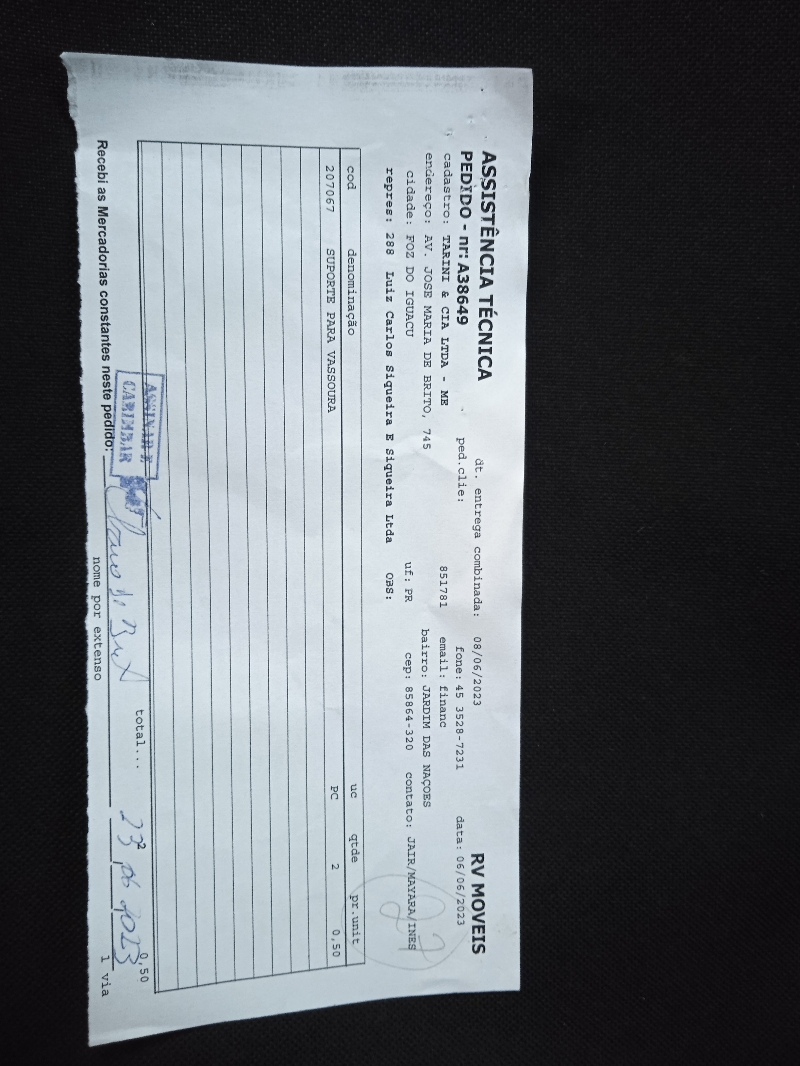 ASSISTÊNCIA TÉCNICA dt. entrega combinada: 08/06/2023 RV MOVEIS
PEDIDO - nr: A38649 ped.clie: fone: 45 3528-7231 data: 06/06/2023
cadastro: TARINI & CIA LTDA - ME 851781 email: financ
endereço: AV. JOSE MARIA DE BRITO, 745 bairro: JARDIM DAS NAÇOES
cidade: FOZ DO IGUACU uf: PR cep: 85864-320 contato: JAIR/MAYARA/INES
27
repres: 288 Luiz Carlos Siqueira E Siqueira Ltda OBS:
cod denominação uc qtde pr.unit
207067 SUPORTE PARA VASSOURA PC 2 0,50
total... 2 0,50
ASSINAR E
CARIMBAR
Recebi as Mercadorias constantes neste pedido: 23 06 2023
nome por extenso 1 via